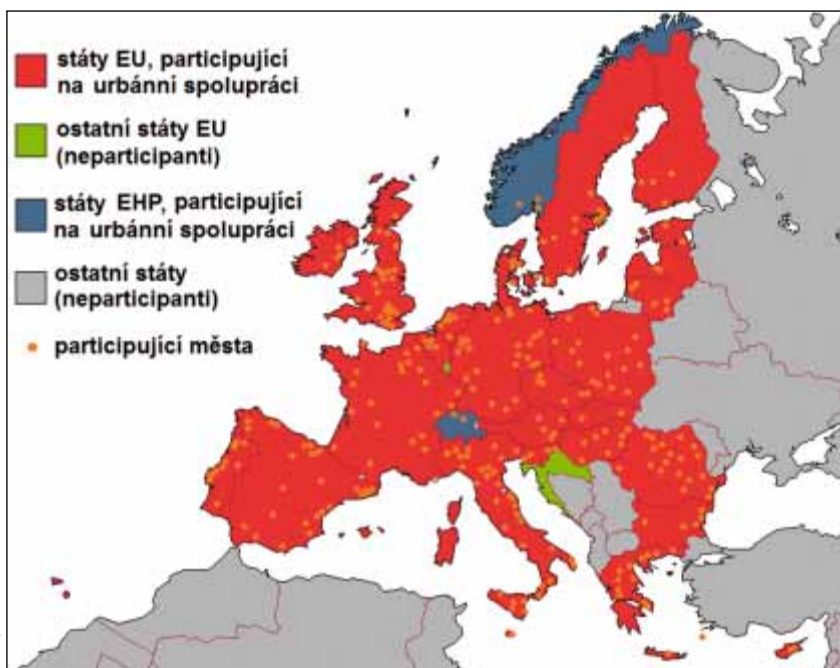 státy EU, participující
na urbánní spolupráci
ostatní státy EU
(neparticipanti)
státy EHP, participující
na urbánní spolupráci
ostatní státy
(neparticipanti)
participující města